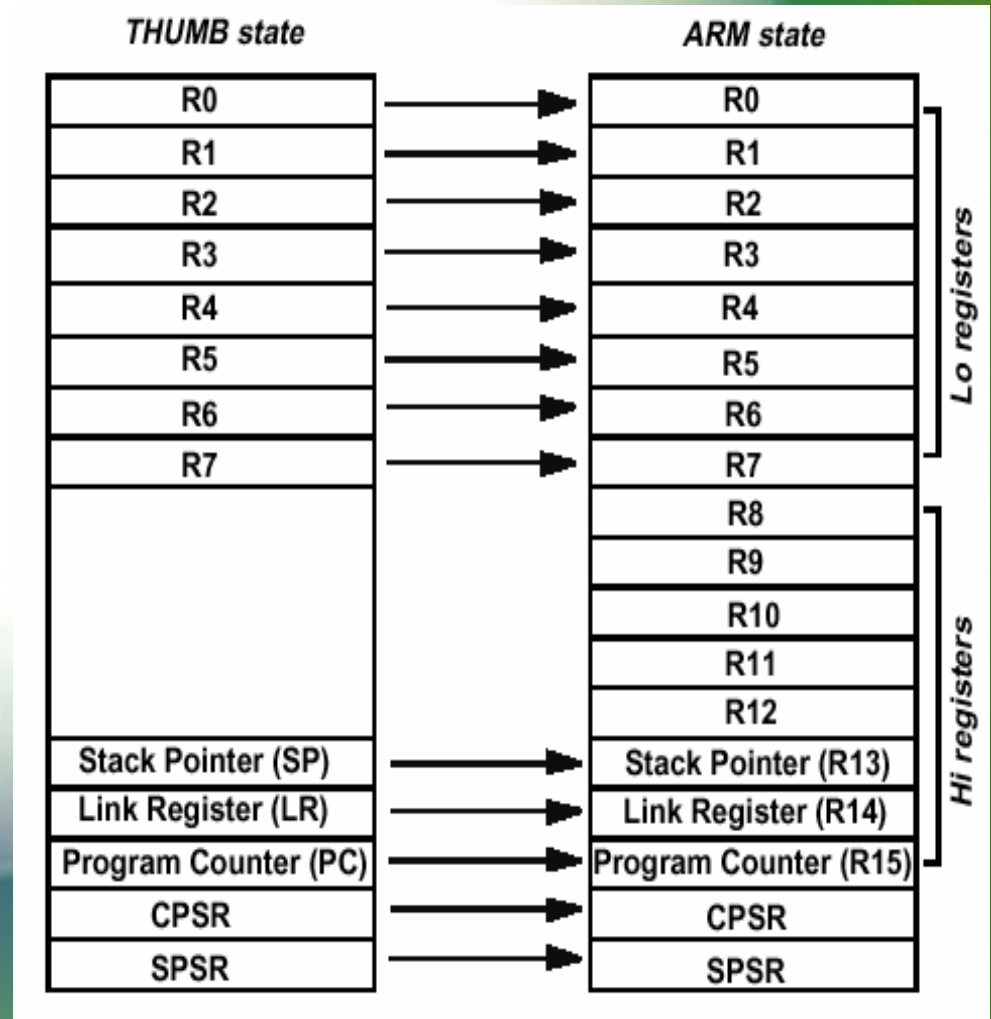 THUMB state
R0
R1
R2
R3
R4
R5
R6
R7
Stack Pointer (SP)
Link Register (LR)
Program Counter (PC)
CPSR
SPSR
ARM state
R0
R1
R2
R3
R4
R5
R6
R7
R8
R9
R10
R11
R12
Stack Pointer (R13)
Link Register (R14)
Program Counter (R15)
CPSR
SPSR
Lo registers
Hi registers